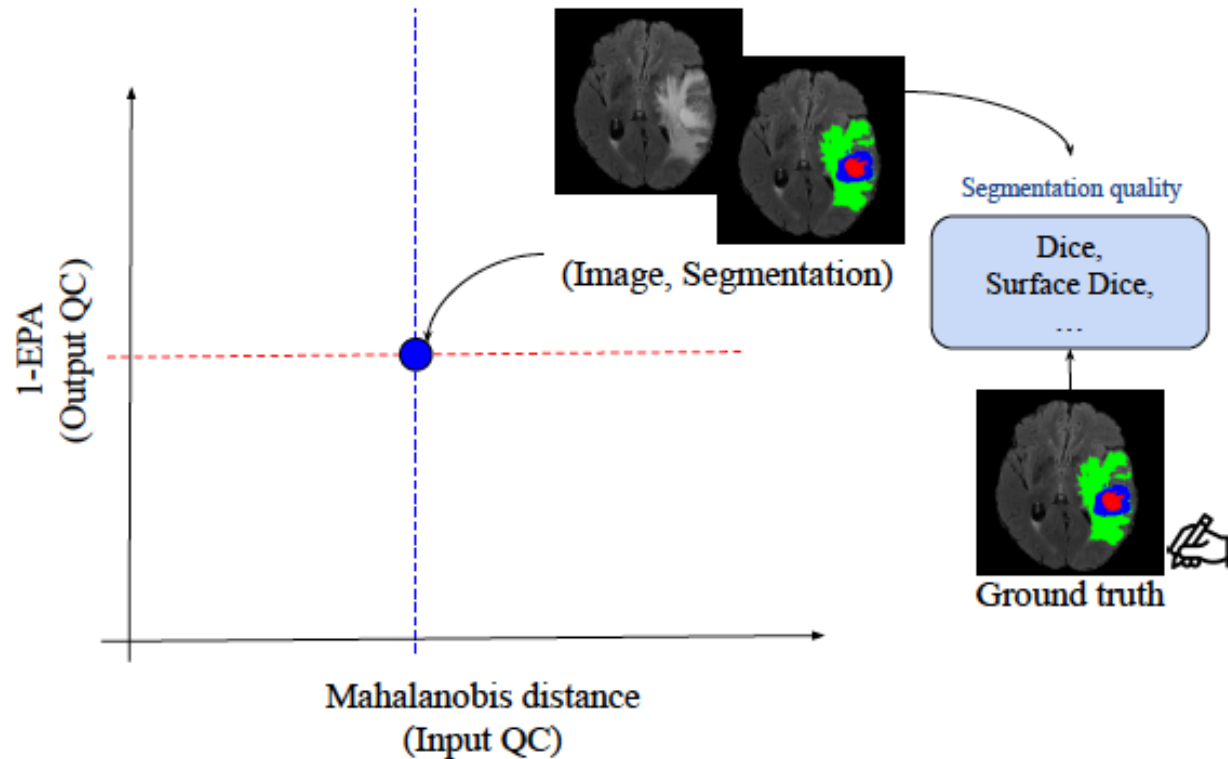 1-EPA
(Output QC)
(Image, Segmentation)
Segmentation quality
Dice,
Surface Dice,
...
Ground truth
Mahalanobis distance
(Input QC)